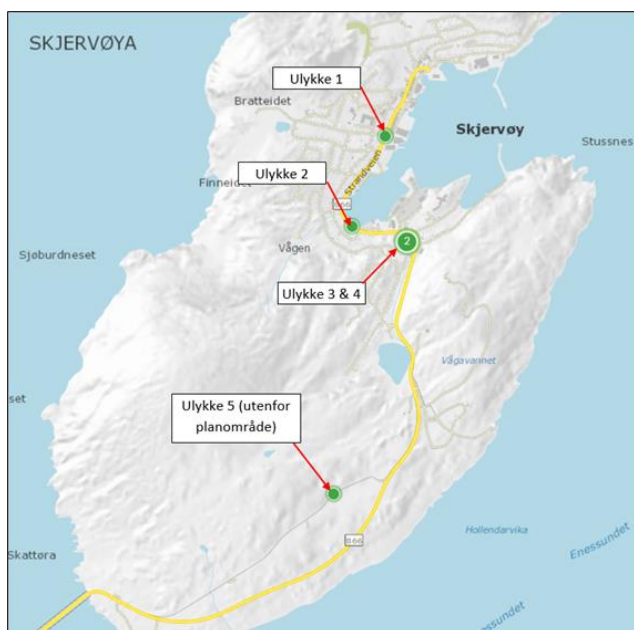 SKJERVØYA
Ulykke 1
Bratteidet
Skjervøy
Stussnes
Strandveien
Ulykke 2
Finneidet
866
Vågen
Sjøburdneset
2
Ulykke 3 & 4
Vågavannet
set
Ulykke 5 (utenfor
planområde)
Hollendarvika
866
Skattøra
Enessundet
Enessundet